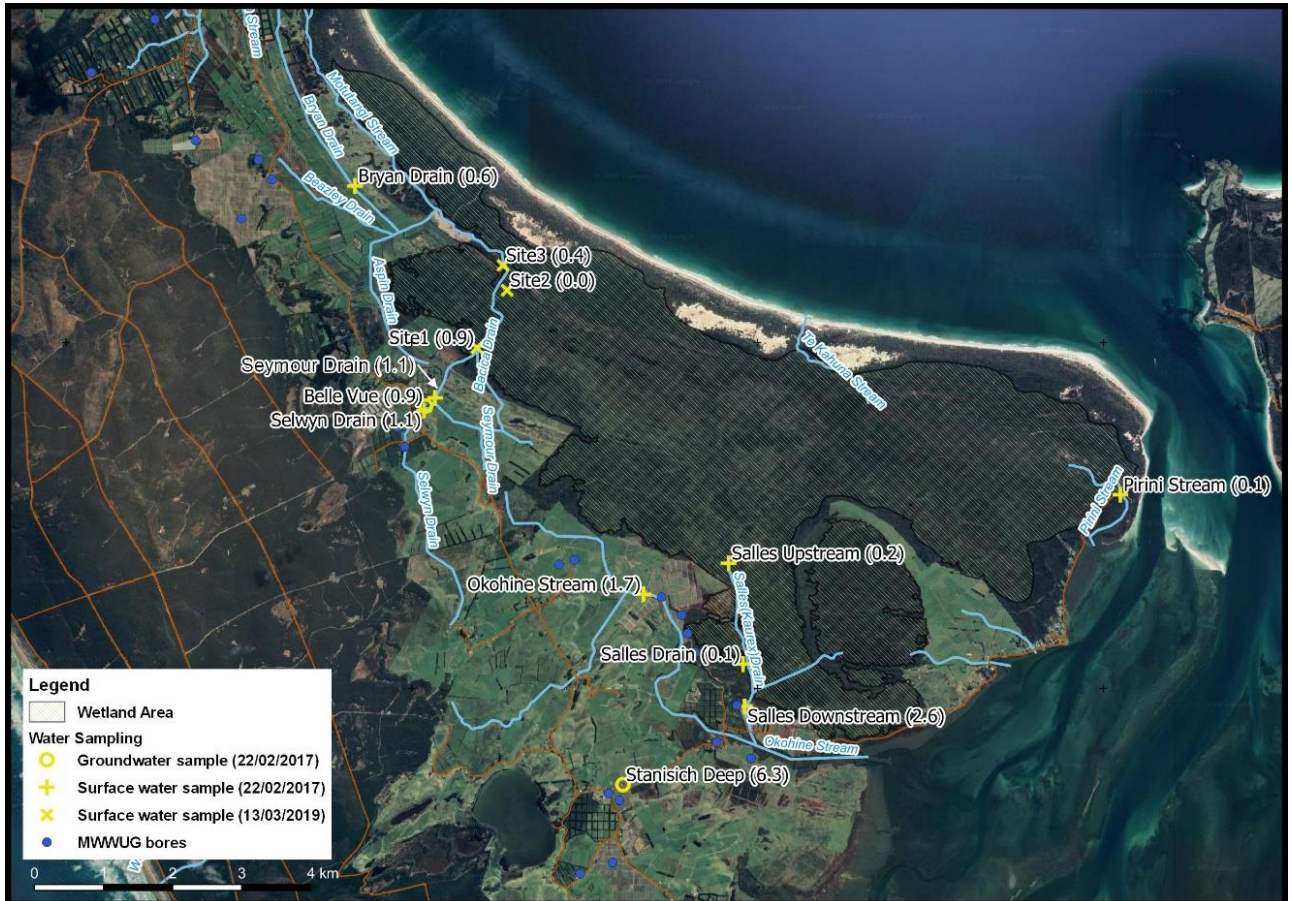 Stream
Motutangi Stream
Bryan Drain
Bryan Drain (0.6)
Beazley Drain
Site3 (0.4)
Site2 (0.0)
Aspin Drain
Site1 (0.9)
Bacical Drain
Te Kahuna Stream
Seymour Drain (1.1)
Belle Vue (0.9)
Selwyn Drain (1.1)
Seymour Drain
Selwyn Drain
Pirini Stream (0.1)
Pirini Stream
Salles Upstream (0.2)
Okohine Stream (1.7)
Salles(Kaurex)Drain
Salles Drain (0.1)
Salles Downstream (2.6)
Okohine Stream
Stanisich Deep (6.3)
Legend
Wetland Area
Water Sampling
Groundwater sample (22/02/2017)
Surface water sample (22/02/2017)
Surface water sample (13/03/2019)
MWWUG bores
0 1 2 3 4 km